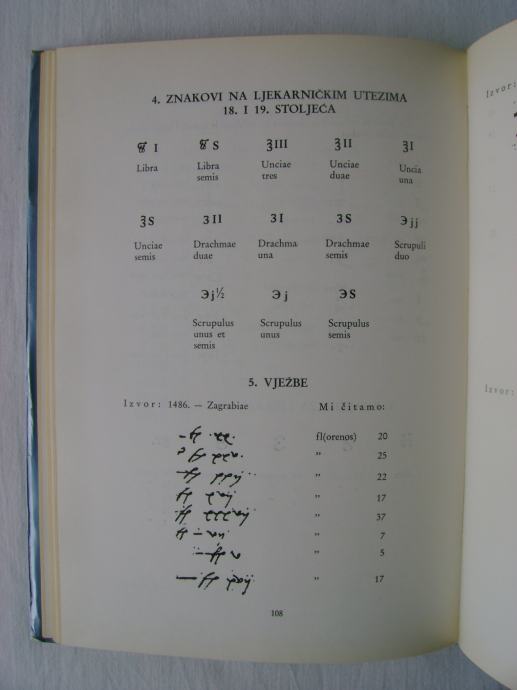 4. ZNAKOVI NA LJEKARNIČKIM UTEZIMA
18. I 19. STOLJEĆA
℔ I ℔ S ℥III ℥II ℥I
Libra Libra semis Unciae tres Unciae duae Uncia una
℥S ʒII ʒI ʒS ℈jj
Unciae semis Drachmae duae Drachma una Drachmae semis Scrupuli duo
℈j½ ℈j ℈S
Scrupulus unus et semis Scrupulus unus Scrupulus semis
5. VJEŽBE
Izvor: 1486. — Zagrabiae Mi čitamo:
fl(orenos) 20
„ 25
„ 22
„ 17
„ 37
„ 7
„ 5
„ 17
108
Izvor:
Izvor: